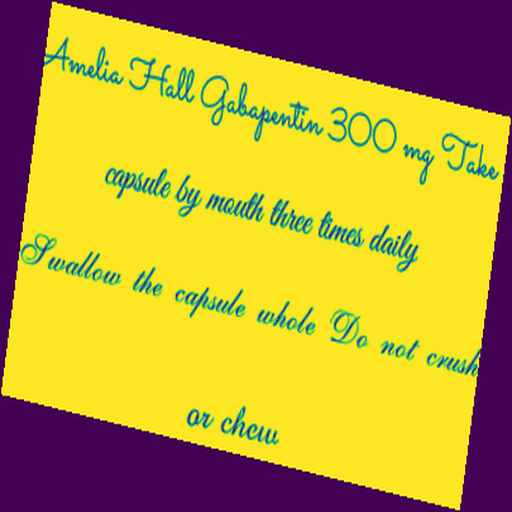 Amelia Hall Gabapentin 300 mg Take
capsule by mouth three times daily
Swallow the capsule whole Do not crush
or chew